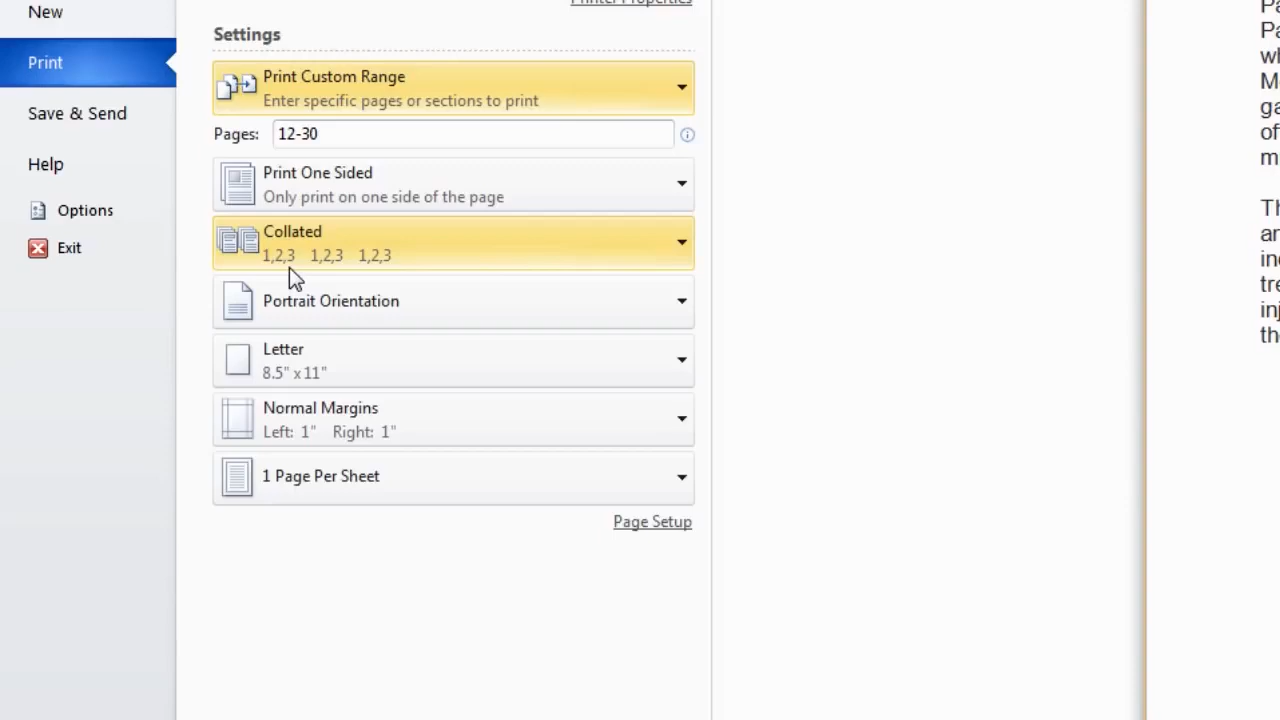 New
Printer Properties
Settings
Print
Print Custom Range
Enter specific pages or sections to print
Save & Send
Pages: 12-30
Help
Print One Sided
Only print on one side of the page
Options
Collated
1,2,3 1,2,3 1,2,3
Exit
Portrait Orientation
Letter
8.5" x 11"
Normal Margins
Left: 1" Right: 1"
1 Page Per Sheet
Page Setup